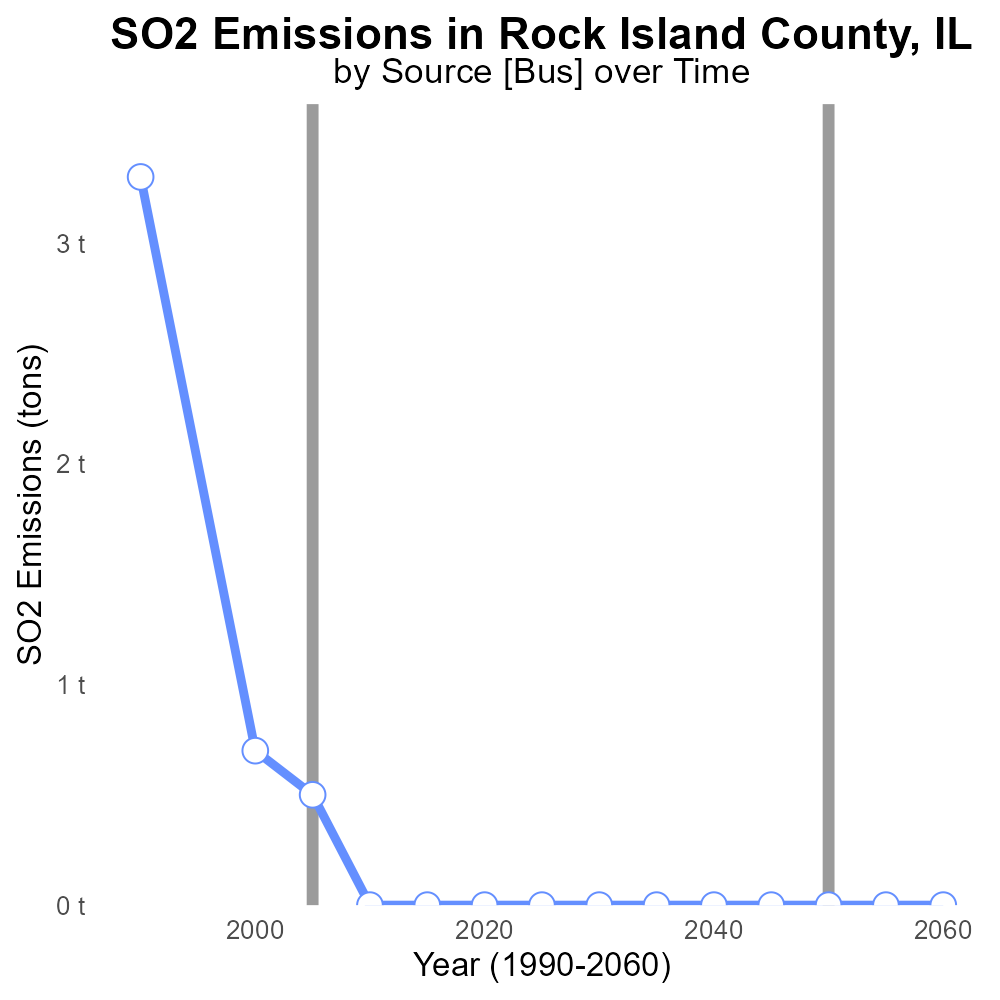 SO2 Emissions in Rock Island County, IL
by Source [Bus] over Time
SO2 Emissions (tons)
3 t
2 t
1 t
0 t
2000
2020
2040
2060
Year (1990-2060)